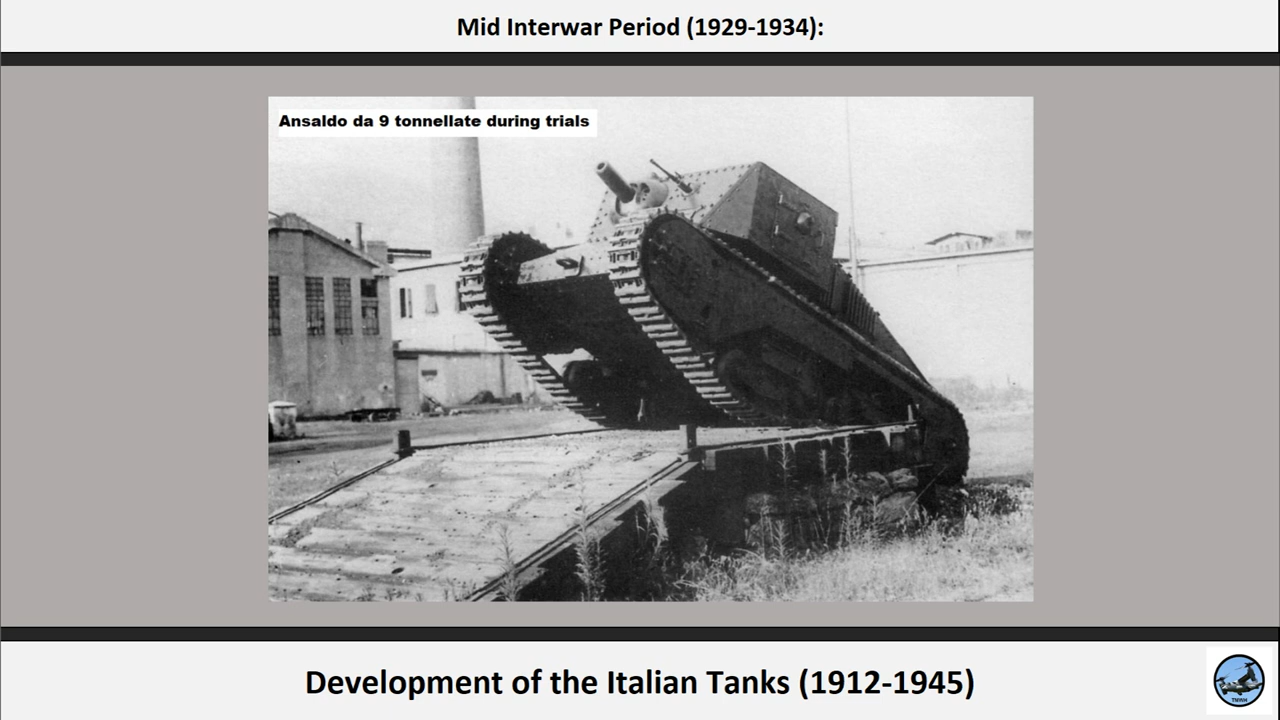 Mid Interwar Period (1929-1934):
Ansaldo da 9 tonnellate during trials
Development of the Italian Tanks (1912-1945)